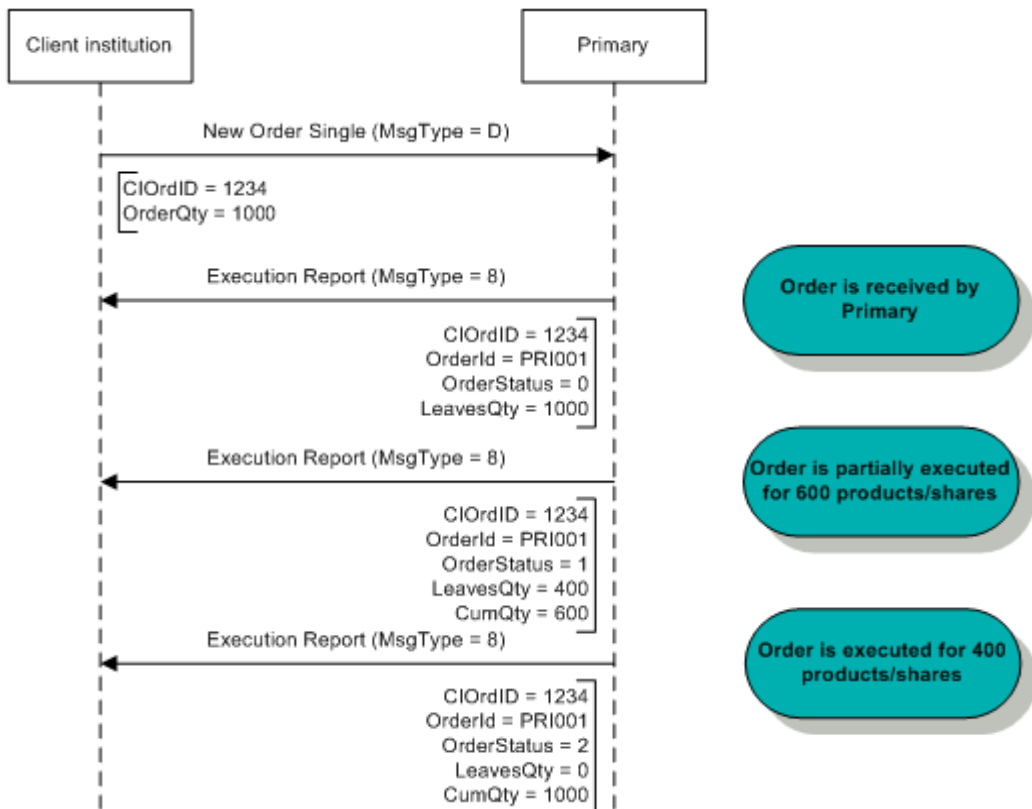 Client institution
Primary
New Order Single (MsgType = D)
ClOrdID = 1234
OrderQty = 1000
Execution Report (MsgType = 8)
Order is received by
Primary
ClOrdID = 1234
OrderId = PRI001
OrderStatus = 0
LeavesQty = 1000
Execution Report (MsgType = 8)
Order is partially executed
for 600 products/shares
ClOrdID = 1234
OrderId = PRI001
OrderStatus = 1
LeavesQty = 400
CumQty = 600
Execution Report (MsgType = 8)
Order is executed for 400
products/shares
ClOrdID = 1234
OrderId = PRI001
OrderStatus = 2
LeavesQty = 0
CumQty = 1000